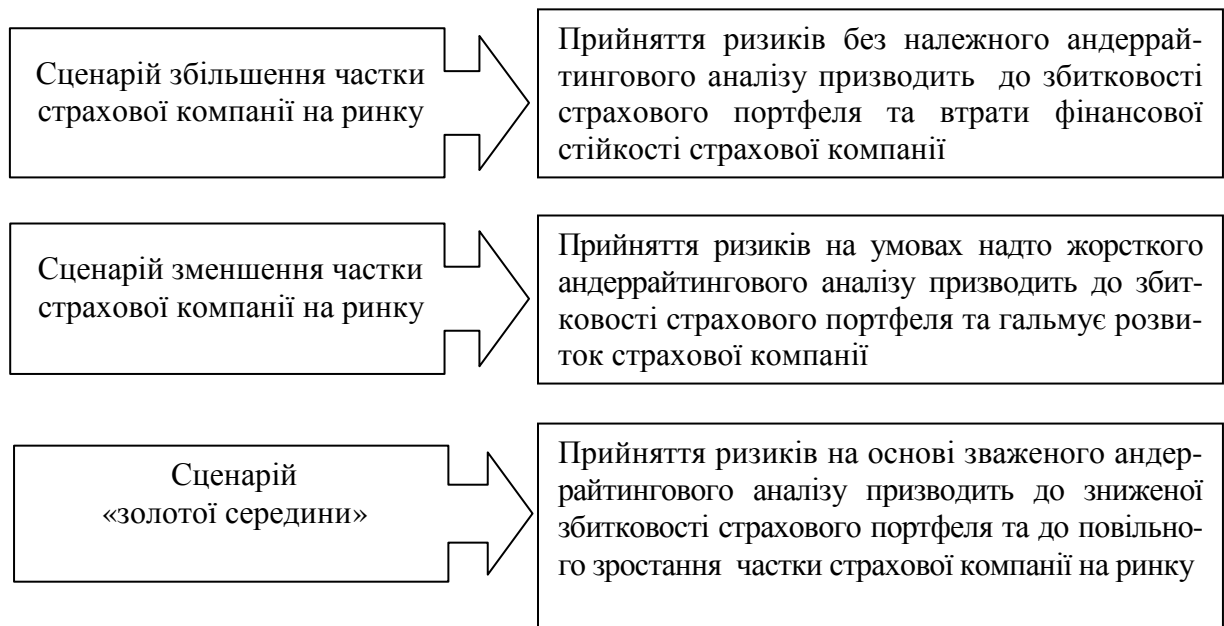 Сценарій збільшення частки
страхової компанії на ринку
Прийняття ризиків без належного андеррай-
тингового аналізу призводить до збитковості
страхового портфеля та втрати фінансової
стійкості страхової компанії
Сценарій зменшення частки
страхової компанії на ринку
Прийняття ризиків на умовах надто жорсткого
андеррайтингового аналізу призводить до збит-
ковості страхового портфеля та гальмує розви-
ток страхової компанії
Сценарій
«золотої середини»
Прийняття ризиків на основі зваженого андер-
райтингового аналізу призводить до зниженої
збитковості страхового портфеля та до повільно-
го зростання частки страхової компанії на ринку